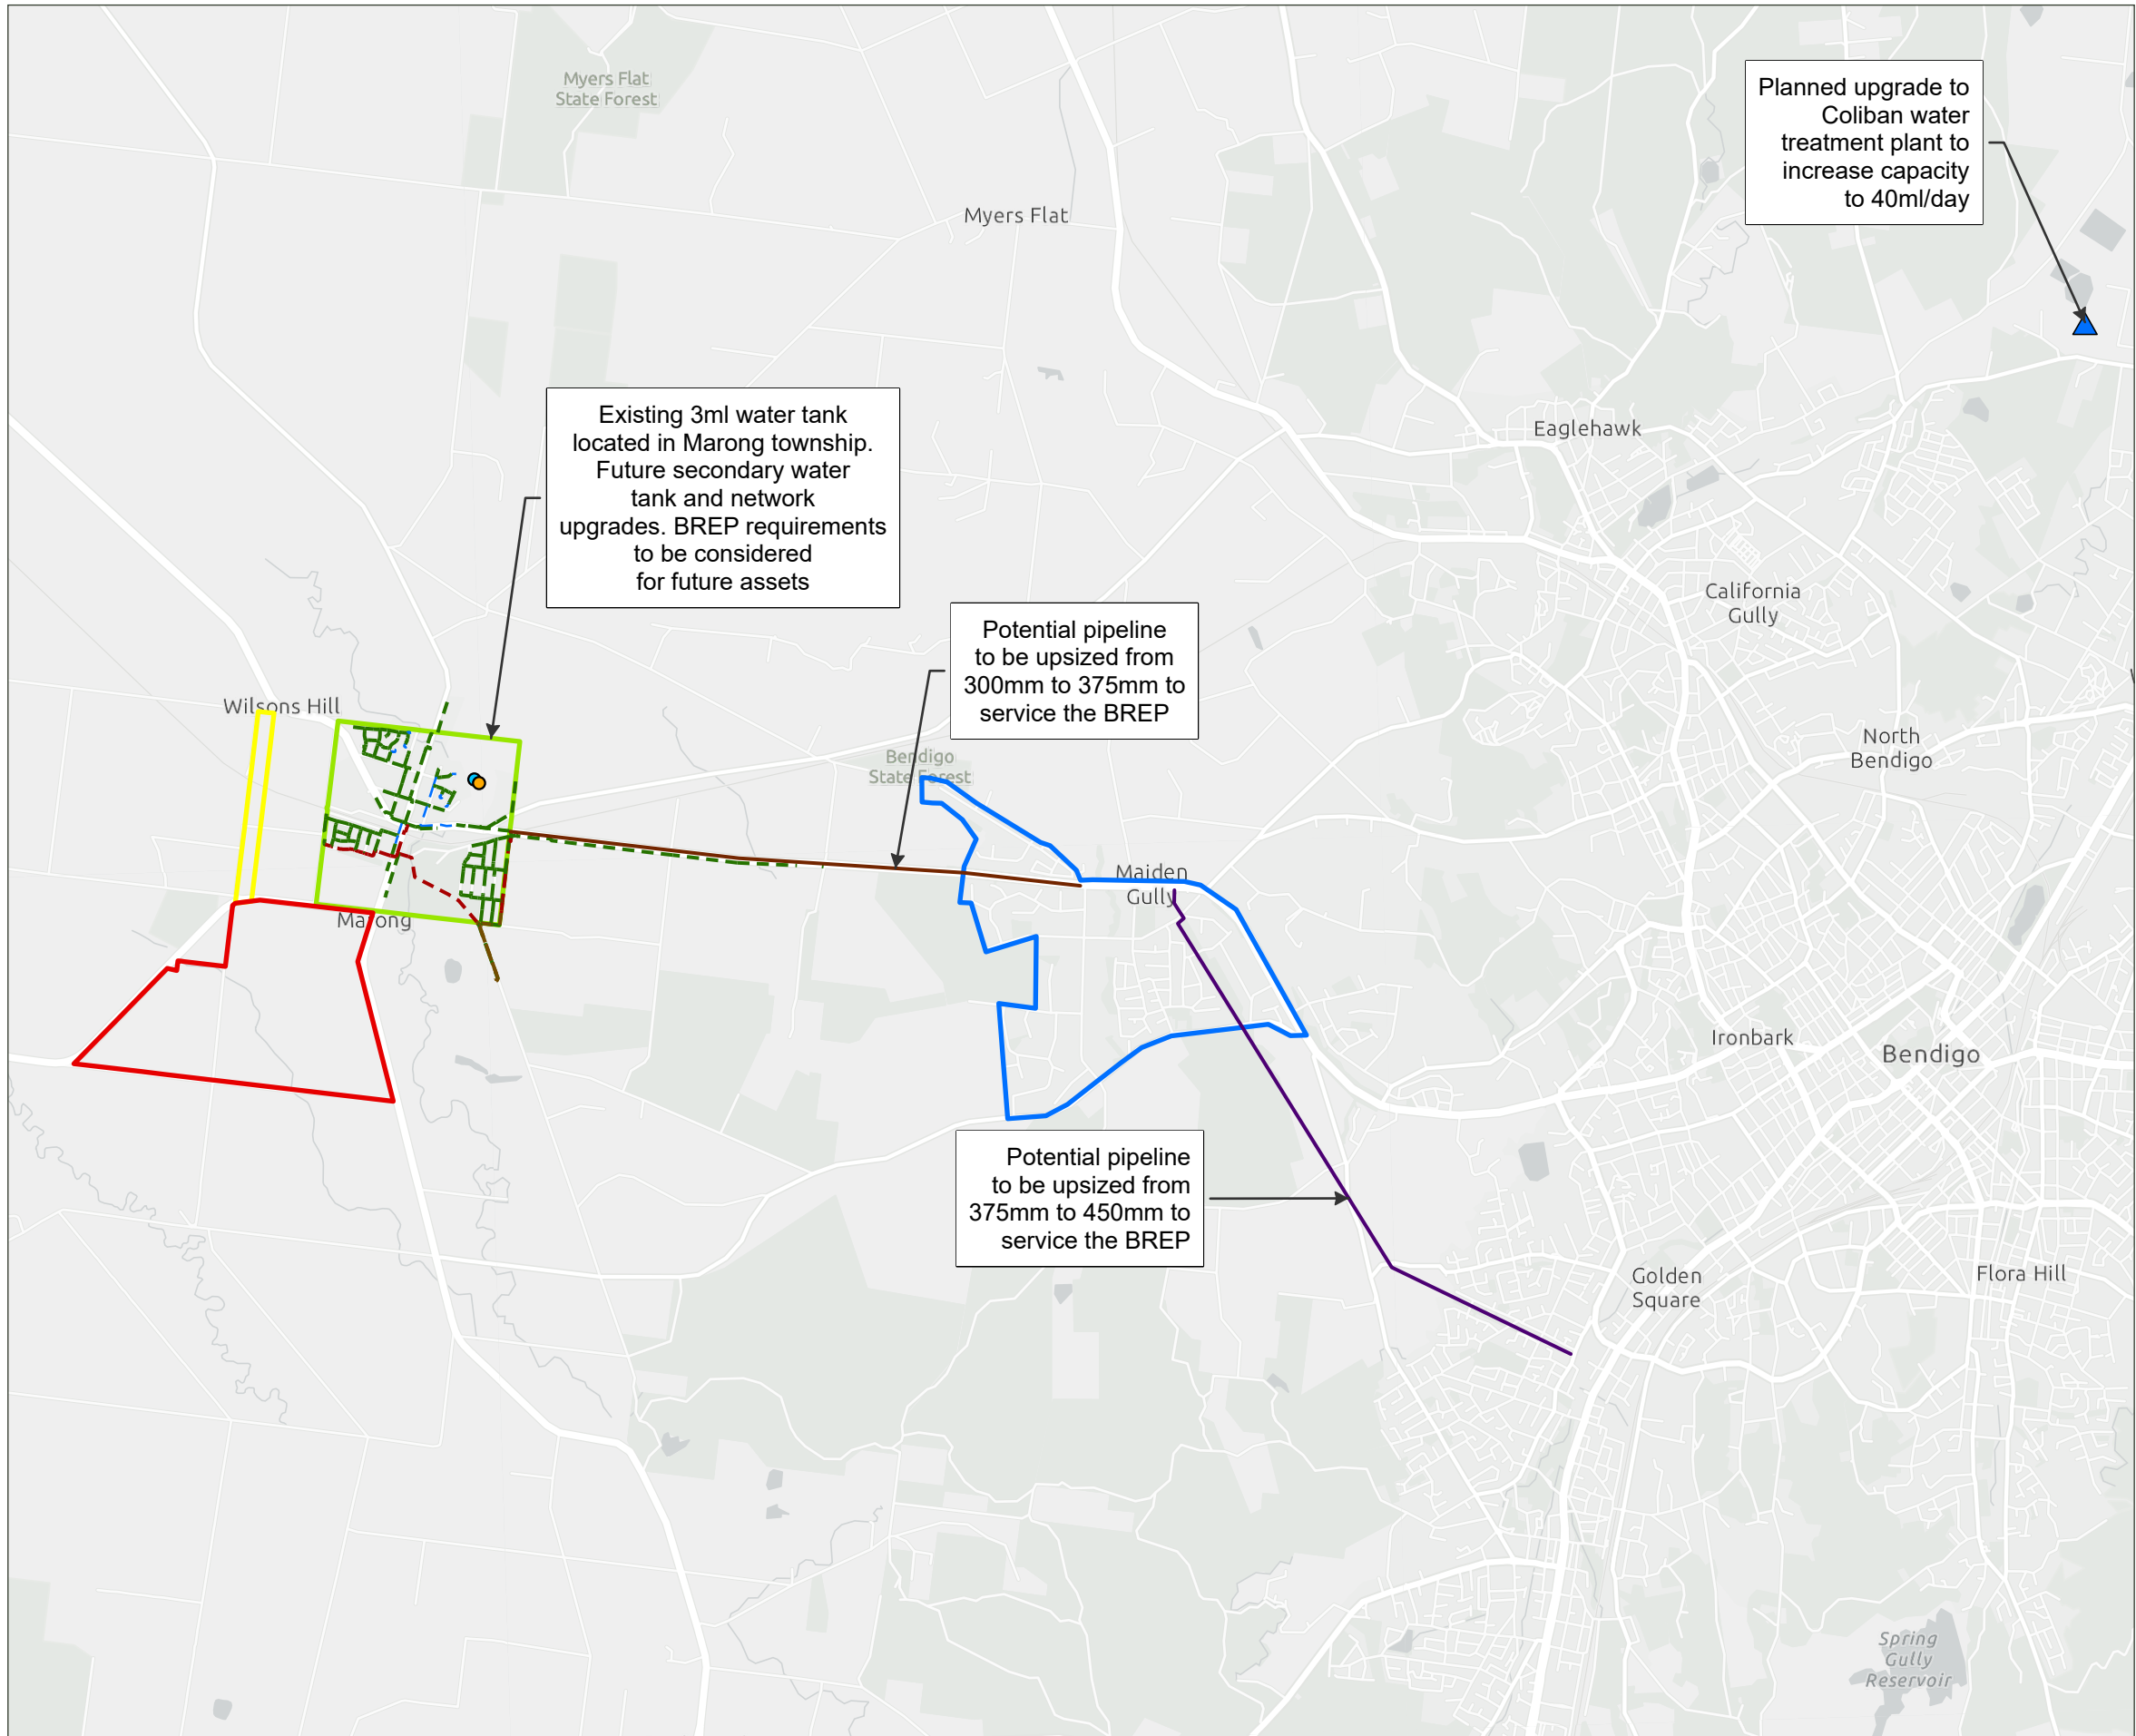 Myers Flat
State Forest
Planned upgrade to
Coliban water
treatment plant to
increase capacity
to 40ml/day
Myers Flat
Existing 3ml water tank
located in Marong township.
Future secondary water
tank and network
upgrades. BREP requirements
to be considered
for future assets
Eaglehawk
California
Gully
Potential pipeline
to be upsized from
300mm to 375mm to
service the BREP
Wilsons Hill
North
Bendigo
Bendigo
State Forest
Maiden
Gully
Marong
Ironbark
Bendigo
Potential pipeline
to be upsized from
375mm to 450mm to
service the BREP
Golden
Square
Flora Hill
Spring
Gully
Reservoir